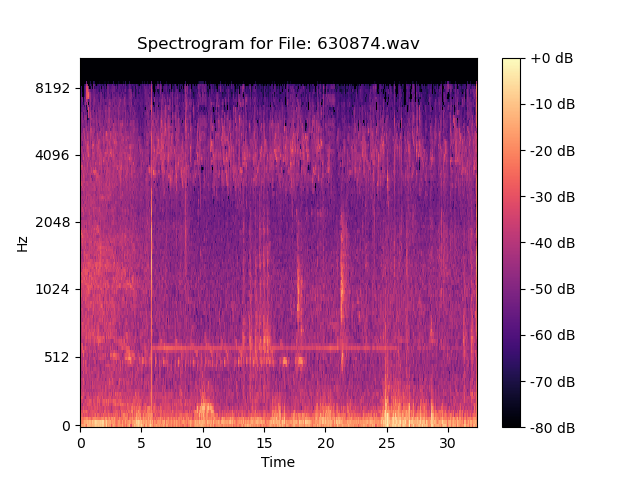 Spectrogram for File: 630874.wav
Hz
8192
4096
2048
1024
512
0
0 5 10 15 20 25 30
Time
+0 dB
-10 dB
-20 dB
-30 dB
-40 dB
-50 dB
-60 dB
-70 dB
-80 dB